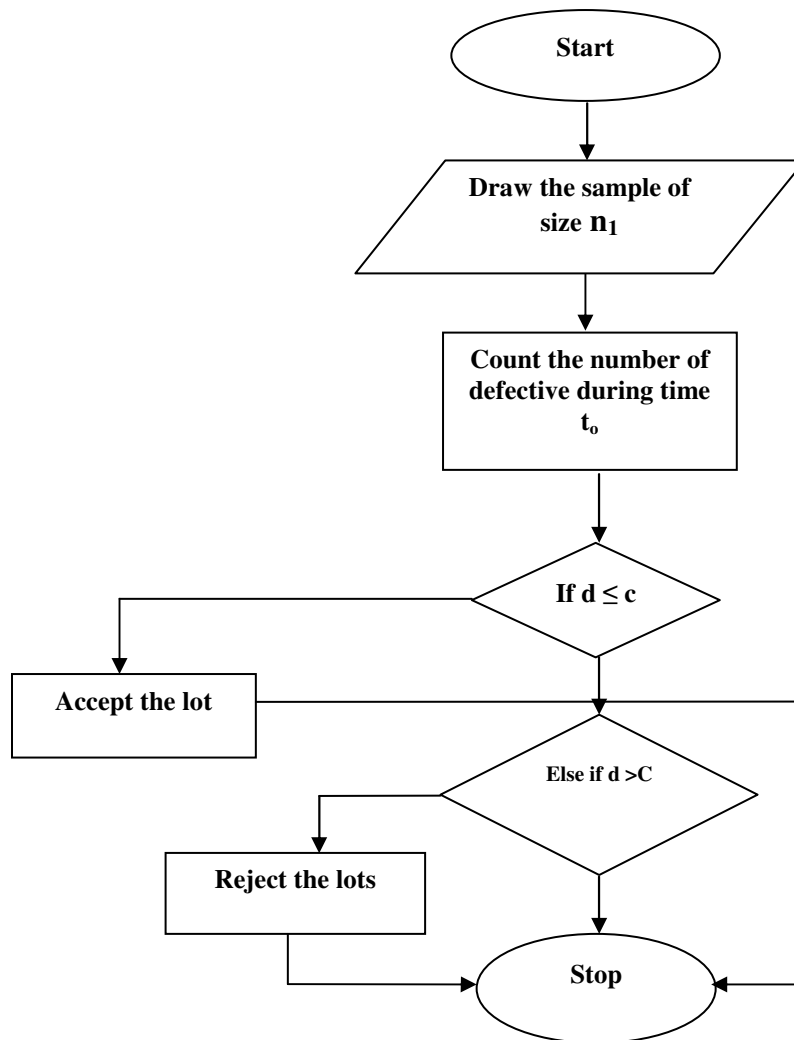 Start
Draw the sample of
size n₁
Count the number of
defective during time
tₒ
If d ≤ c
Accept the lot
Else if d >C
Reject the lots
Stop